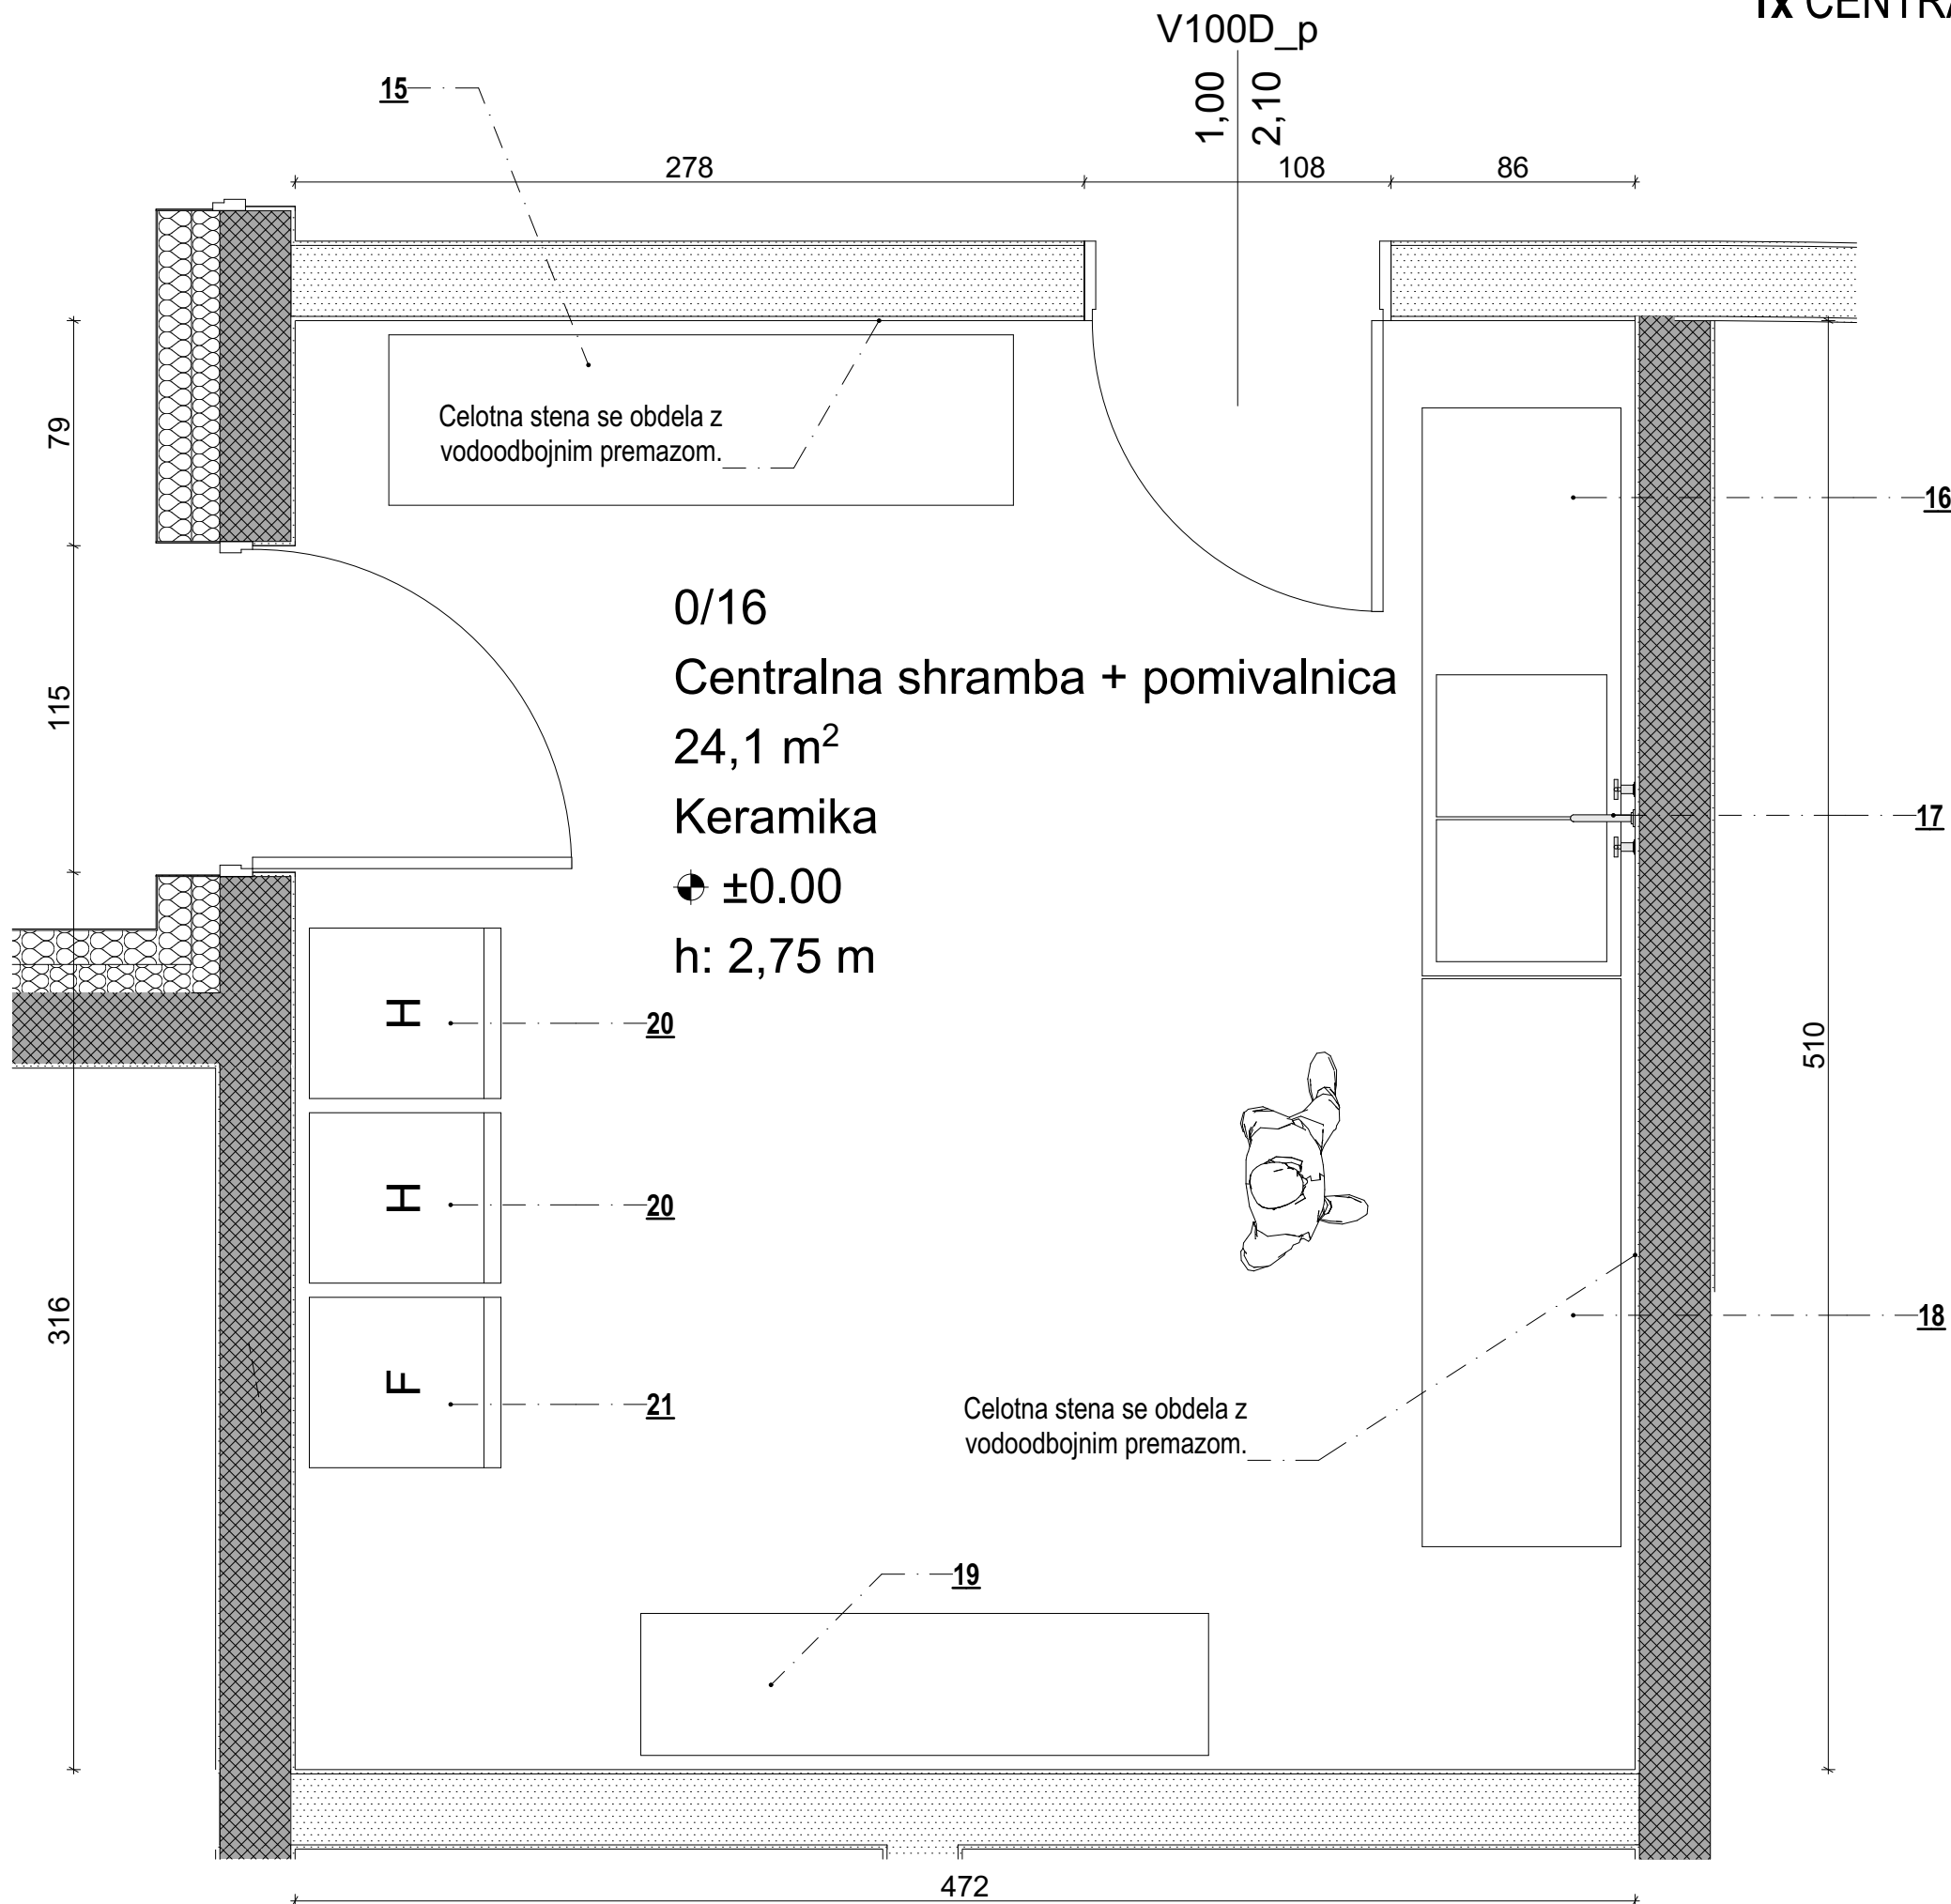 1x CENTRA
V100D_p
1,00
2,10
15
278
108
86
79
Celotna stena se obdela z
vodoodbojnim premazom.
16
0/16
Centralna shramba + pomivalnica
24,1 m²
Keramika
±0.00
h: 2,75 m
115
17
H
20
510
H
20
316
F
21
18
Celotna stena se obdela z
vodoodbojnim premazom.
19
472